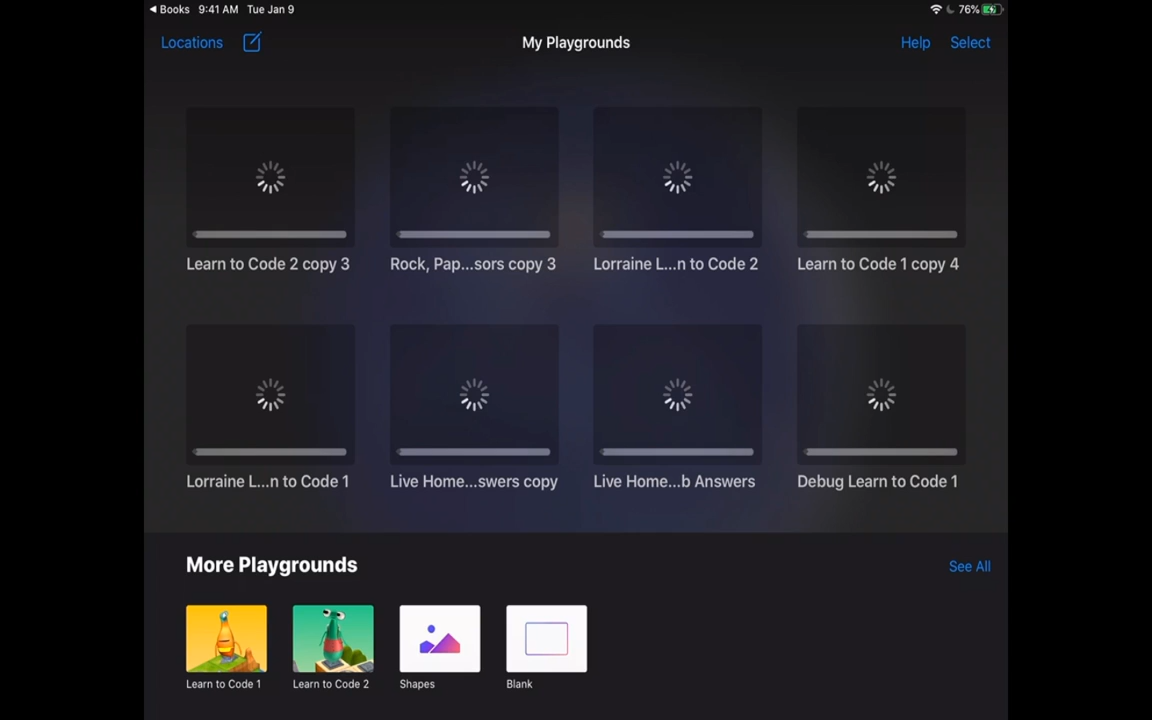 Books 9:41 AM Tue Jan 9 76%
Locations My Playgrounds Help Select
Learn to Code 2 copy 3 Rock, Pap...sors copy 3 Lorraine L...n to Code 2 Learn to Code 1 copy 4
Lorraine L...n to Code 1 Live Home...swers copy Live Home...b Answers Debug Learn to Code 1
More Playgrounds See All
Learn to Code 1 Learn to Code 2 Shapes Blank